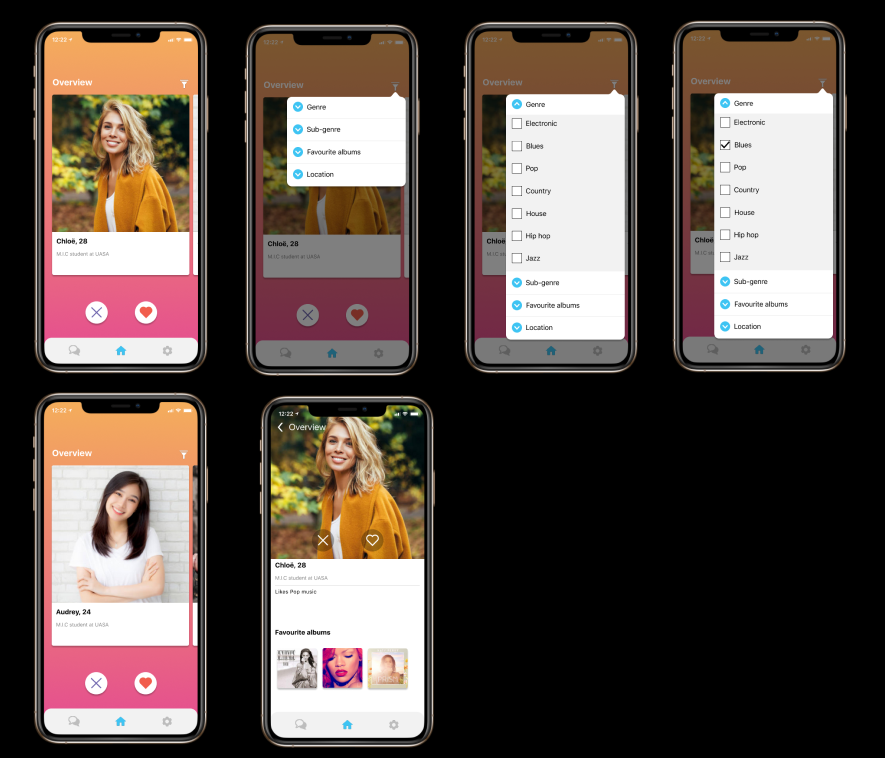 12:22
Overview
Chloë, 28
M.I.C student at UASA
12:22
Overview
Genre
Sub-genre
Favourite albums
Location
Chloë, 28
M.I.C student at UASA
12:22
Genre
Electronic
Blues
Pop
Country
House
Hip hop
Jazz
Sub-genre
Favourite albums
Location
Chloë
12:22
Genre
Electronic
Blues
Pop
Country
House
Hip hop
Jazz
Sub-genre
Favourite albums
Location
Chloë
12:22
Overview
Audrey, 24
M.I.C student at UASA
12:22
Overview
Chloë, 28
M.I.C student at UASA
Likes Pop music
Favourite albums